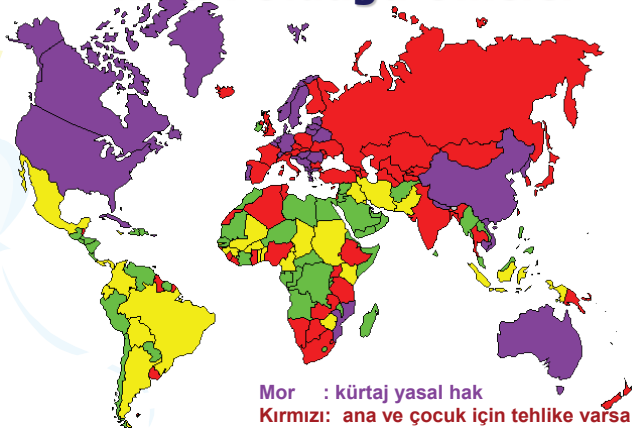 Mor : kürtaj yasal hak
Kırmızı: ana ve çocuk için tehlike varsa